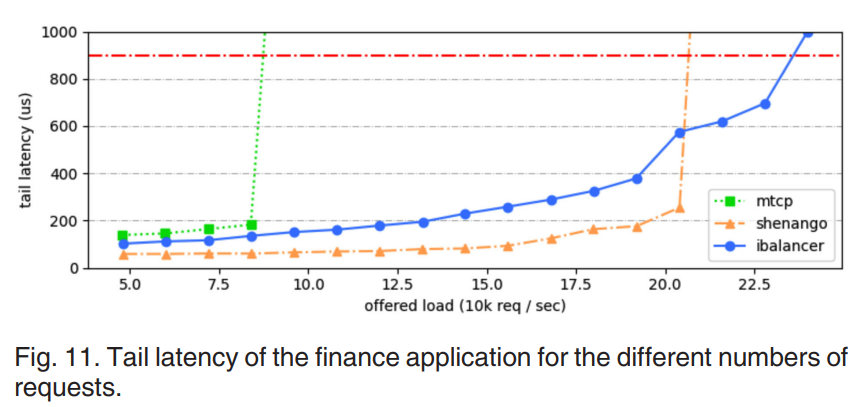 1000
800
600
400
200
0
tail latency (us)
mtcp
shenango
ibalancer
5.0 7.5 10.0 12.5 15.0 17.5 20.0 22.5
offered load (10k req / sec)
Fig. 11. Tail latency of the finance application for the different numbers of
requests.